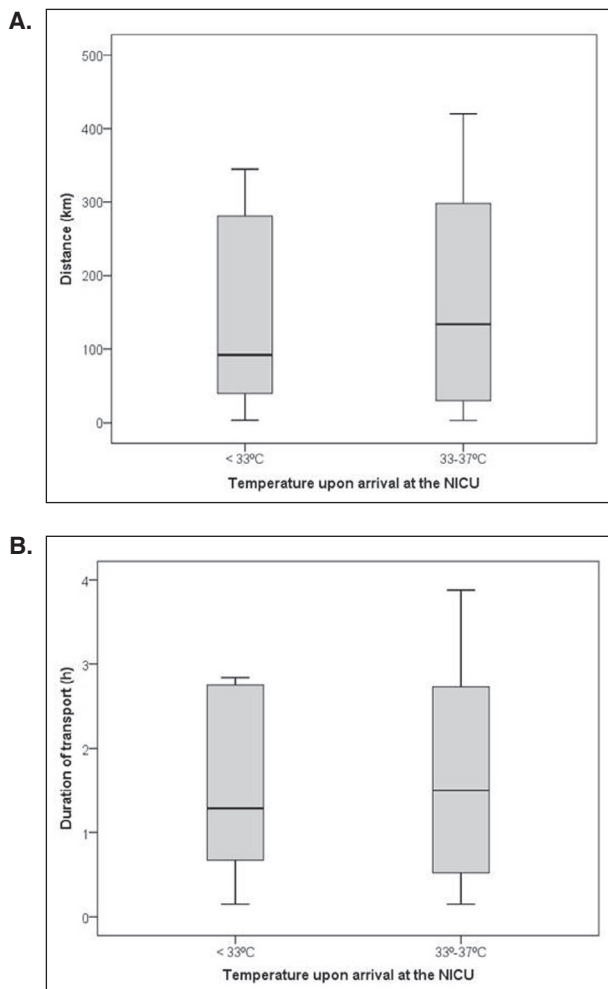 A.
500
400
300
200
100
0
Distance (km)
< 33ºC 33-37ºC
Temperature upon arrival at the NICU
B.
4
3
2
1
0
Duration of transport (h)
< 33ºC 33º-37ºC
Temperature upon arrival at the NICU